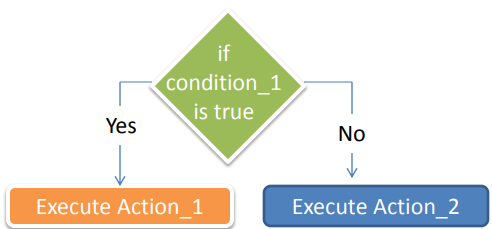 if
condition_1
is true
Yes
No
Execute Action_1
Execute Action_2